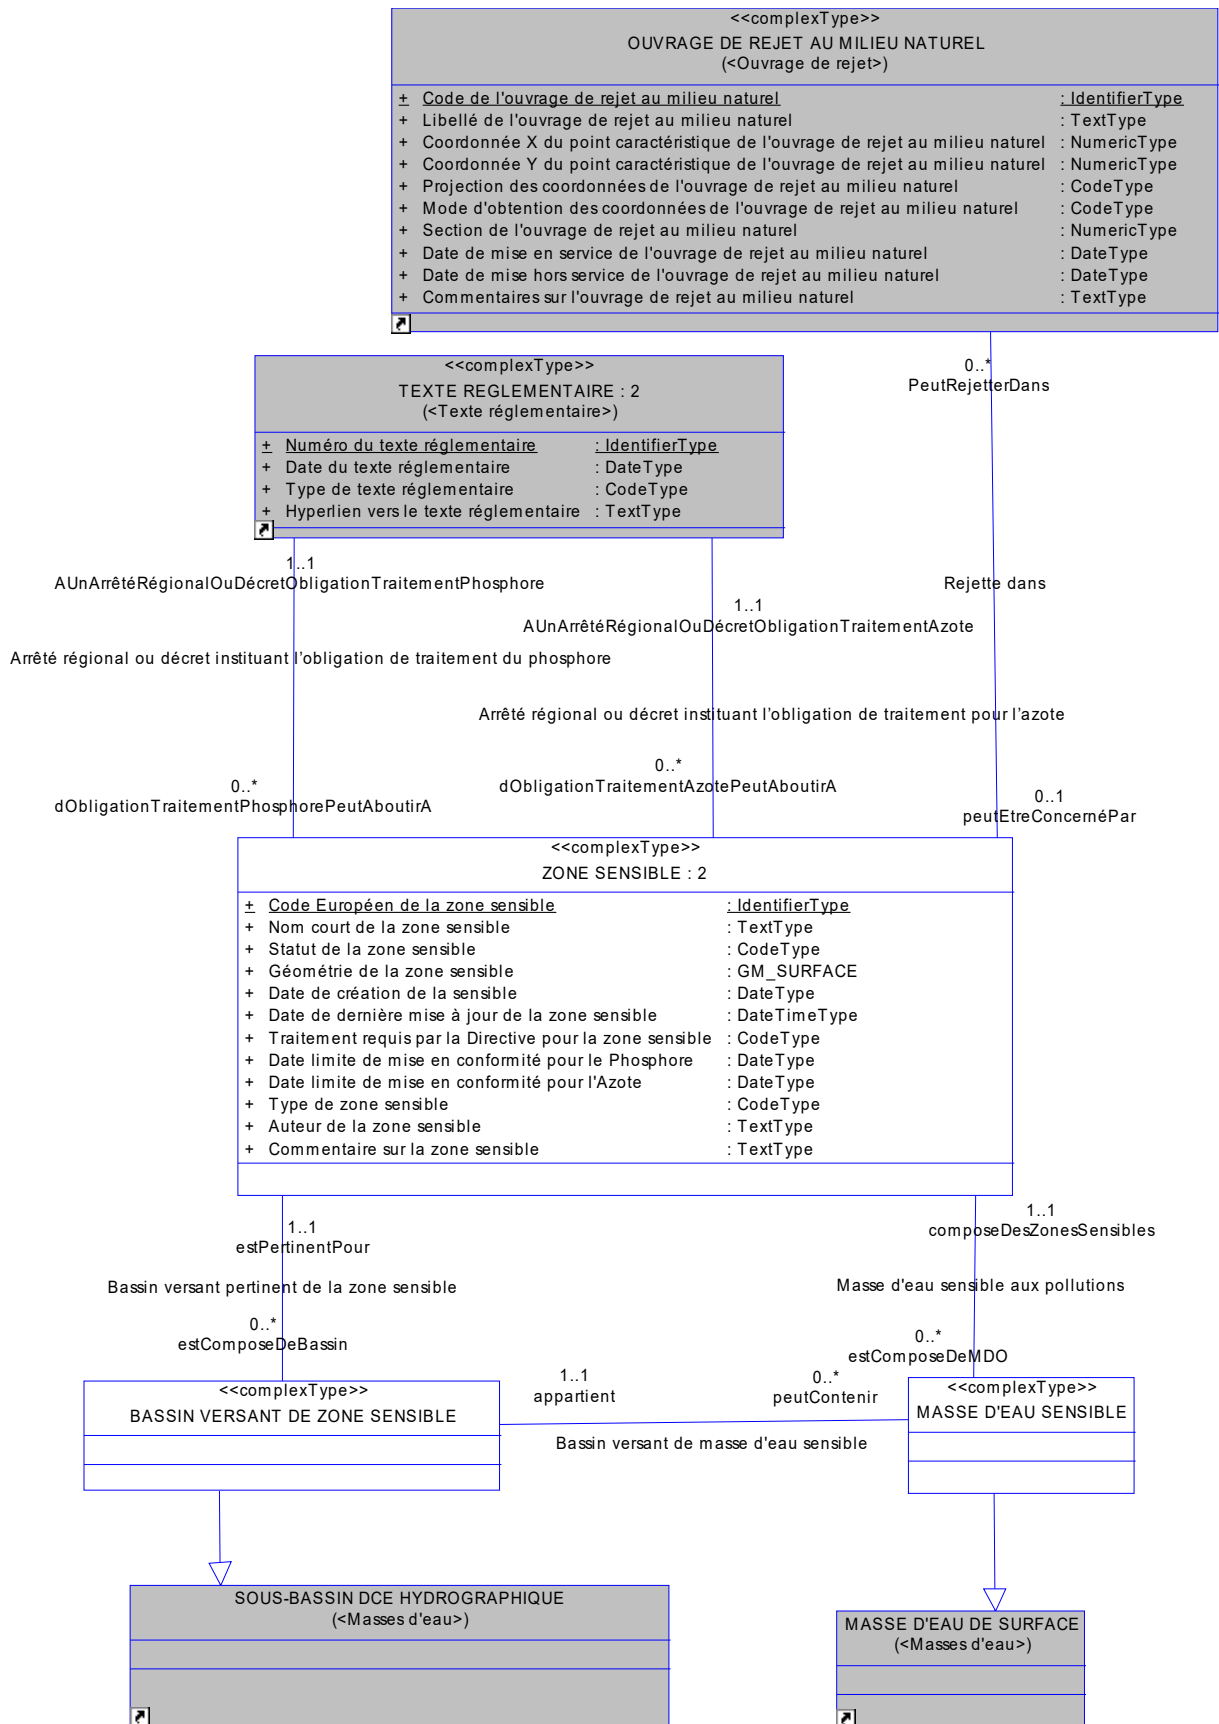 <<complexType>>
OUVRAGE DE REJET AU MILIEU NATUREL
(<Ouvrage de rejet>)
+ Code de l'ouvrage de rejet au milieu naturel : IdentifierType
+ Libellé de l'ouvrage de rejet au milieu naturel : TextType
+ Coordonnée X du point caractéristique de l'ouvrage de rejet au milieu naturel : NumericType
+ Coordonnée Y du point caractéristique de l'ouvrage de rejet au milieu naturel : NumericType
+ Projection des coordonnées de l'ouvrage de rejet au milieu naturel : CodeType
+ Mode d'obtention des coordonnées de l'ouvrage de rejet au milieu naturel : CodeType
+ Section de l'ouvrage de rejet au milieu naturel : NumericType
+ Date de mise en service de l'ouvrage de rejet au milieu naturel : DateType
+ Date de mise hors service de l'ouvrage de rejet au milieu naturel : DateType
+ Commentaires sur l'ouvrage de rejet au milieu naturel : TextType
0..*
PeutRejetterDans
<<complexType>>
TEXTE REGLEMENTAIRE : 2
(<Texte réglementaire>)
+ Numéro du texte réglementaire : IdentifierType
+ Date du texte réglementaire : DateType
+ Type de texte réglementaire : CodeType
+ Hyperlien vers le texte réglementaire : TextType
1..1
AUnArrêtéRégionalOuDécretObligationTraitementPhosphore
Rejette dans
1..1
AUnArrêtéRégionalOuDécretObligationTraitementAzote
Arrêté régional ou décret instituant l'obligation de traitement du phosphore
Arrêté régional ou décret instituant l'obligation de traitement pour l'azote
0..*
dObligationTraitementAzotePeutAboutirA
0..*
dObligationTraitementPhosphorePeutAboutirA
0..1
peutEtreConcernéPar
<<complexType>>
ZONE SENSIBLE : 2
+ Code Européen de la zone sensible : IdentifierType
+ Nom court de la zone sensible : TextType
+ Statut de la zone sensible : CodeType
+ Géométrie de la zone sensible : GM_SURFACE
+ Date de création de la sensible : DateType
+ Date de dernière mise à jour de la zone sensible : DateTimeType
+ Traitement requis par la Directive pour la zone sensible : CodeType
+ Date limite de mise en conformité pour le Phosphore : DateType
+ Date limite de mise en conformité pour l'Azote : DateType
+ Type de zone sensible : CodeType
+ Auteur de la zone sensible : TextType
+ Commentaire sur la zone sensible : TextType
1..1
estPertinentPour
1..1
composeDesZonesSensibles
Bassin versant pertinent de la zone sensible
Masse d'eau sensible aux pollutions
0..*
estComposeDeBassin
0..*
estComposeDeMDO
<<complexType>>
BASSIN VERSANT DE ZONE SENSIBLE
1..1
appartient
0..*
peutContenir
Bassin versant de masse d'eau sensible
<<complexType>>
MASSE D'EAU SENSIBLE
SOUS-BASSIN DCE HYDROGRAPHIQUE
(<Masses d'eau>)
MASSE D'EAU DE SURFACE
(<Masses d'eau>)